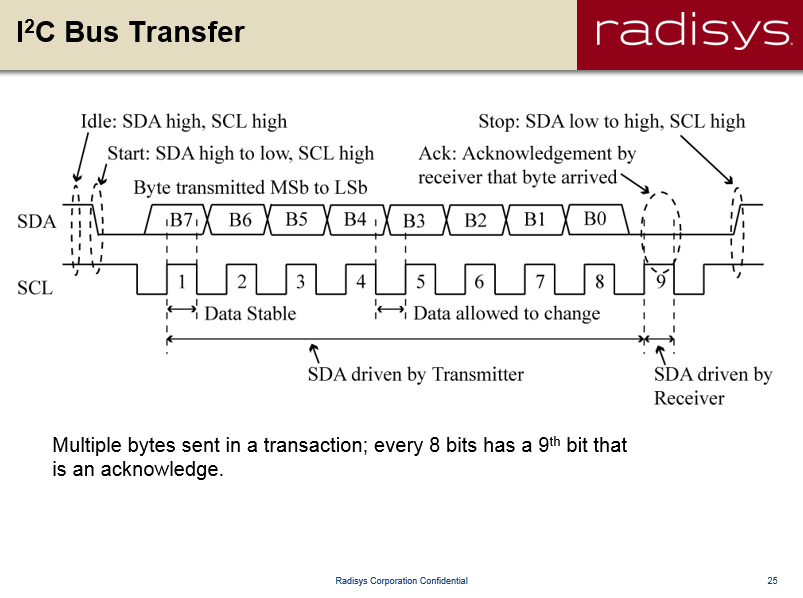 I²C Bus Transfer
radisys.
Idle: SDA high, SCL high
Stop: SDA low to high, SCL high
Start: SDA high to low, SCL high
Ack: Acknowledgement by
receiver that byte arrived
Byte transmitted MSb to LSb
SDA
B7 B6 B5 B4 B3 B2 B1 B0
SCL
1 2 3 4 5 6 7 8 9
Data Stable
Data allowed to change
SDA driven by Transmitter
SDA driven by
Receiver
Multiple bytes sent in a transaction; every 8 bits has a 9th bit that
is an acknowledge.
Radisys Corporation Confidential
25